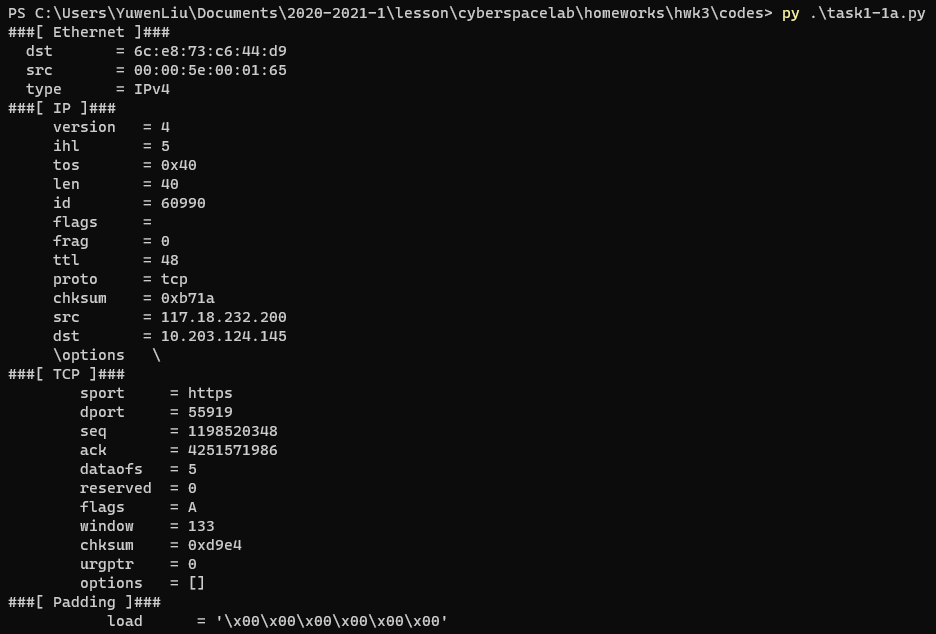 PS C:\Users\YuwenLiu\Documents\2020-2021-1\lesson\cyberspacelab\homeworks\hwk3\codes> py .\task1-1a.py
###[ Ethernet ]###
  dst       = 6c:e8:73:c6:44:d9
  src       = 00:00:5e:00:01:65
  type      = IPv4
###[ IP ]###
     version   = 4
     ihl       = 5
     tos       = 0x40
     len       = 40
     id        = 60990
     flags     =
     frag      = 0
     ttl       = 48
     proto     = tcp
     chksum    = 0xb71a
     src       = 117.18.232.200
     dst       = 10.203.124.145
     \options   \
###[ TCP ]###
        sport     = https
        dport     = 55919
        seq       = 1198520348
        ack       = 4251571986
        dataofs   = 5
        reserved  = 0
        flags     = A
        window    = 133
        chksum    = 0xd9e4
        urgptr    = 0
        options   = []
###[ Padding ]###
           load      = '\x00\x00\x00\x00\x00\x00'